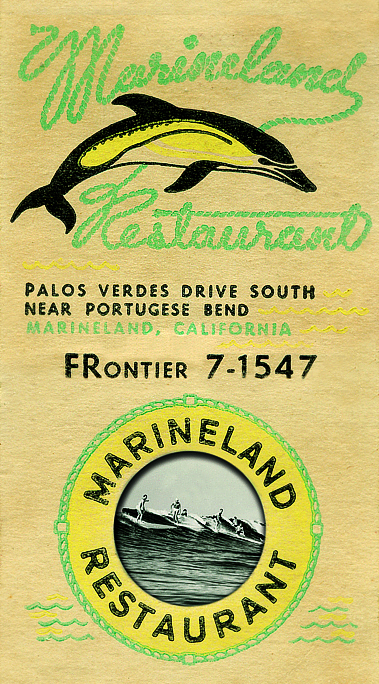 Marineland
Restaurant
PALOS VERDES DRIVE SOUTH
NEAR PORTUGESE BEND
MARINELAND, CALIFORNIA
FRONTIER 7-1547
MARINELAND
RESTAURANT